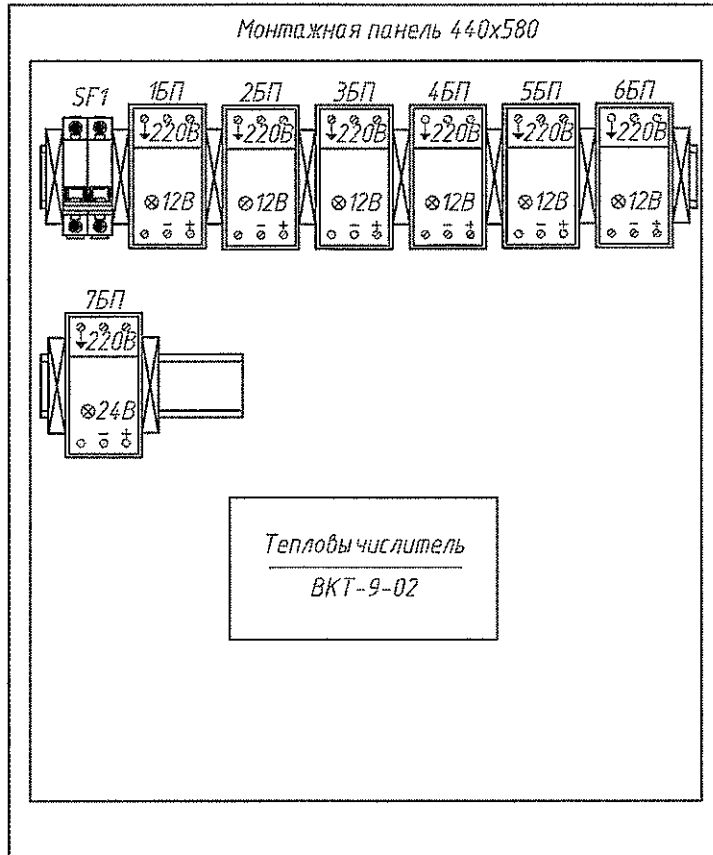 Монтажная панель 440х580
SF1 1БП 2БП 3БП 4БП 5БП 6БП
220В 220В 220В 220В 220В 220В
12В 12В 12В 12В 12В 12В
− + − + − + − + − + − +
7БП
220В
24В
− +
Тепловычислитель
ВКТ-9-02